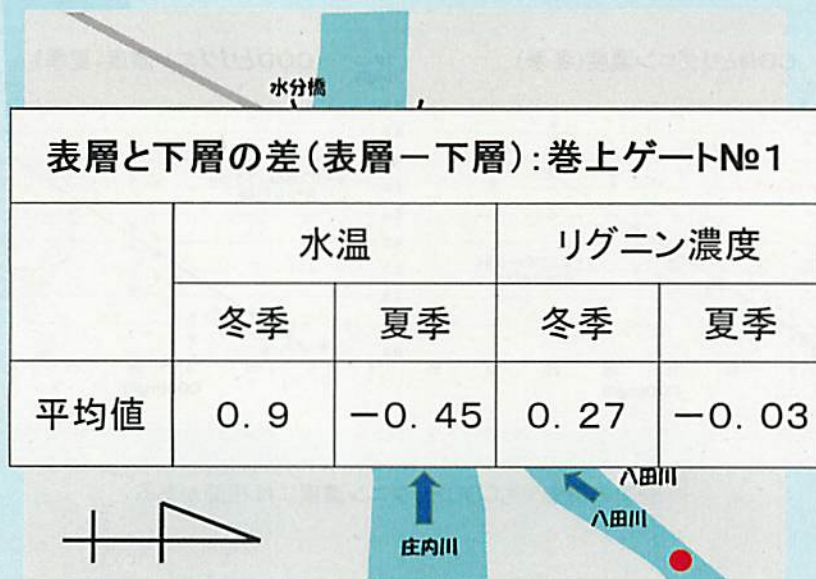 水分橋
表層と下層の差(表層－下層):巻上ゲート№1
水温 リグニン濃度
冬季 夏季 冬季 夏季
平均値 0.9 －0.45 0.27 －0.03
八田川
八田川
庄内川